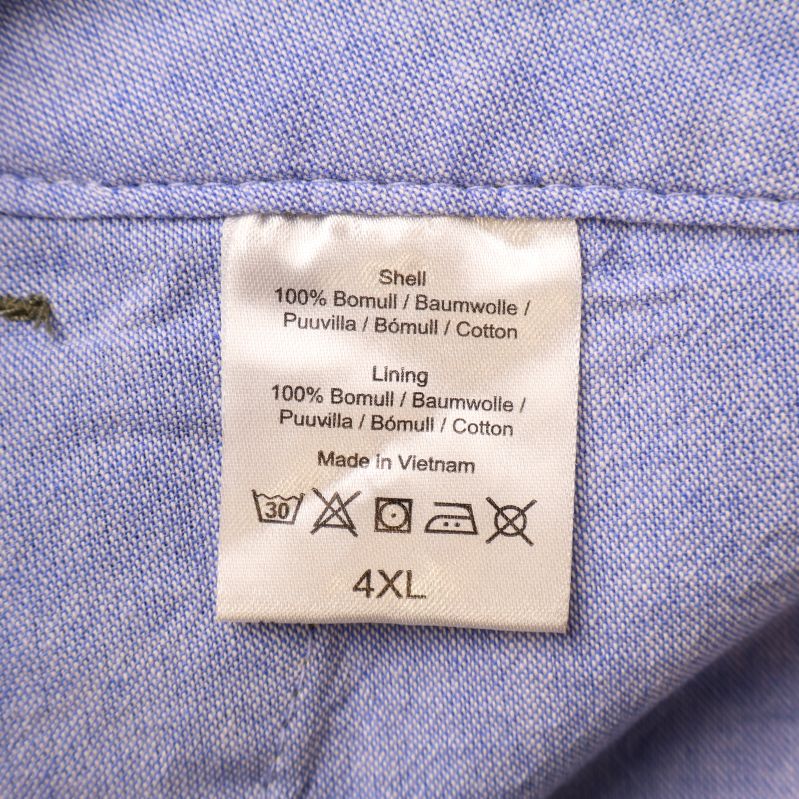 Shell
100% Bomull / Baumwolle /
Puuvilla / Bómull / Cotton
Lining
100% Bomull / Baumwolle /
Puuvilla / Bómull / Cotton
Made in Vietnam
30
4XL